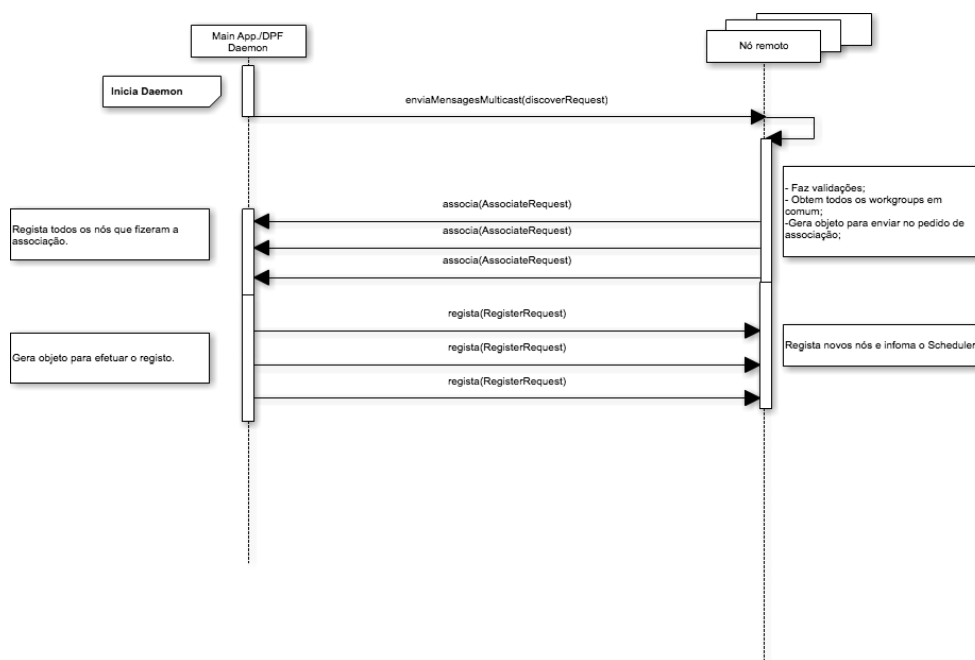 Main App./DPF
Daemon
Nó remoto
Inicia Daemon
enviaMensagesMulticast(discoverRequest)
- Faz validações;
- Obtem todos os workgroups em
comum;
-Gera objeto para enviar no pedido de
associação;
associa(AssociateRequest)
Regista todos os nós que fizeram a
associação.
associa(AssociateRequest)
associa(AssociateRequest)
regista(RegisterRequest)
Gera objeto para efetuar o registo.
Regista novos nós e infoma o Scheduler
regista(RegisterRequest)
regista(RegisterRequest)